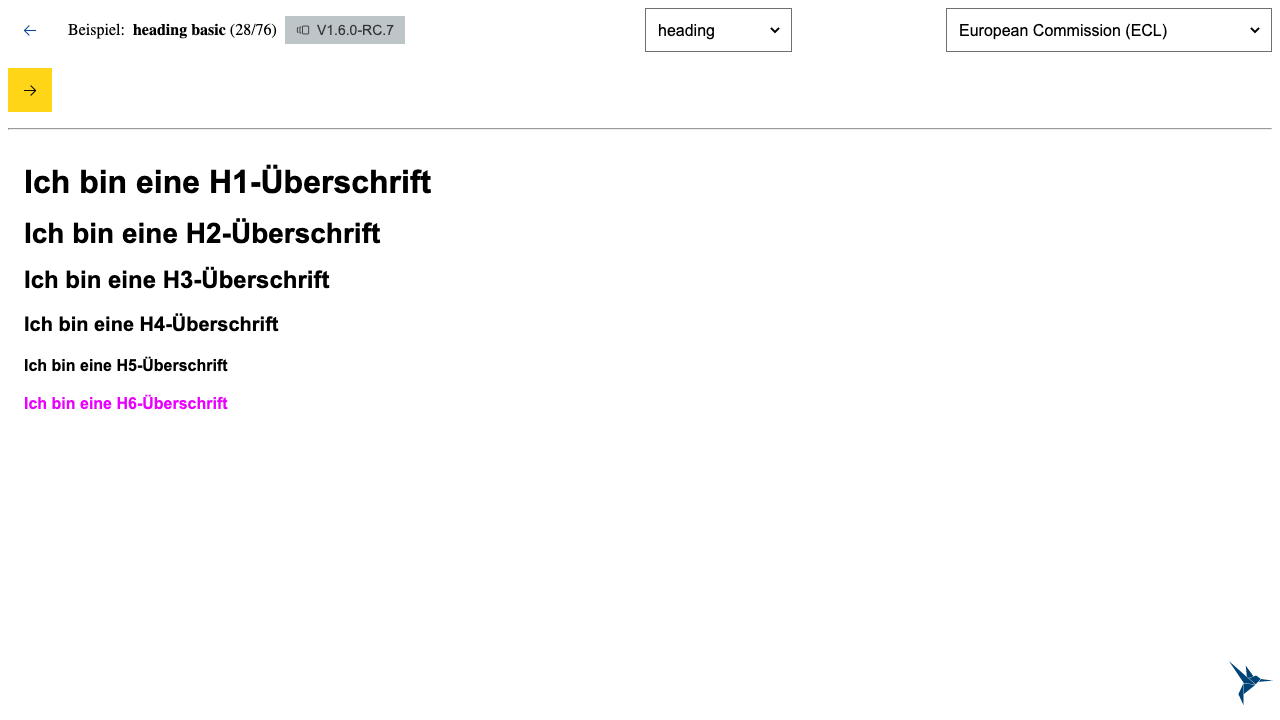 Beispiel: heading basic (28/76) V1.6.0-RC.7 heading European Commission (ECL)
Ich bin eine H1-Überschrift
Ich bin eine H2-Überschrift
Ich bin eine H3-Überschrift
Ich bin eine H4-Überschrift
Ich bin eine H5-Überschrift
Ich bin eine H6-Überschrift